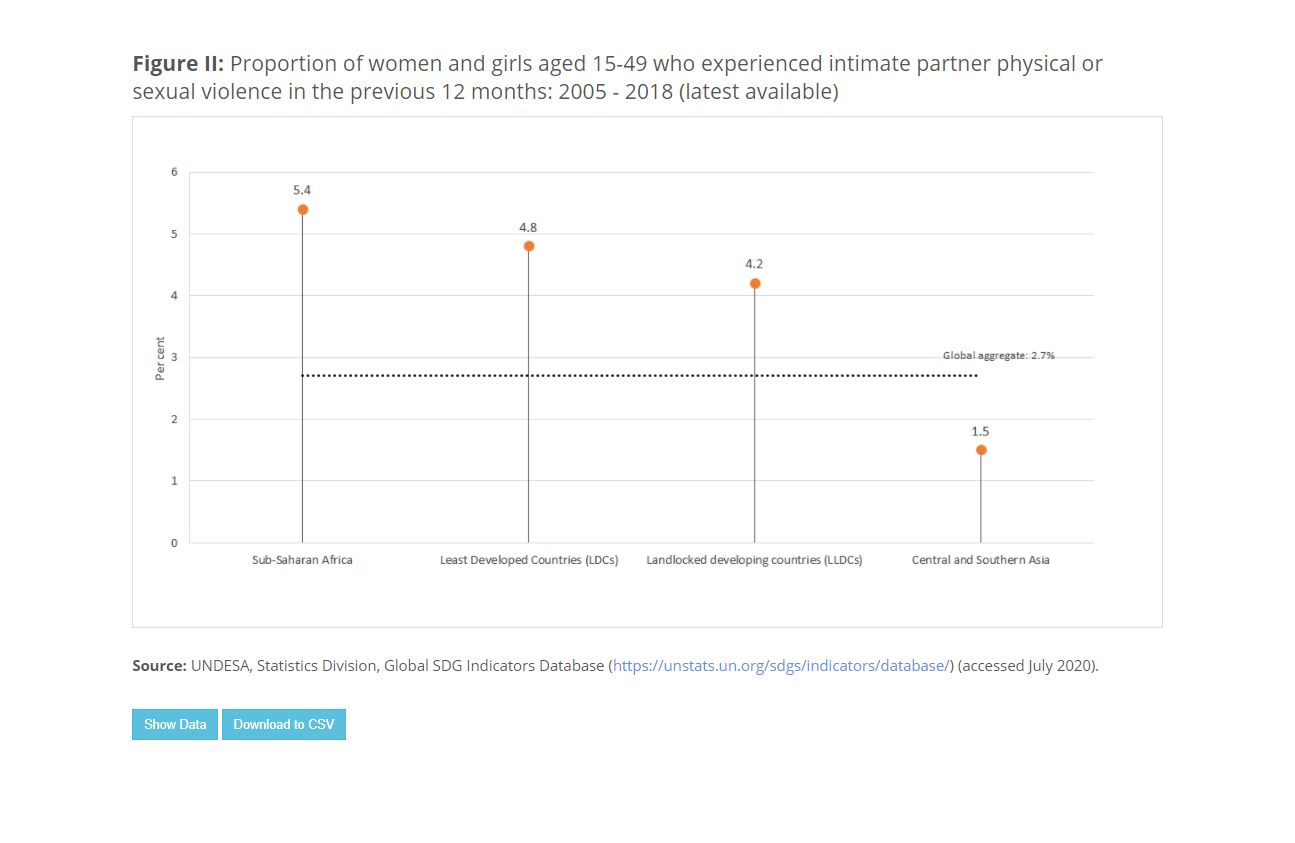 Figure II: Proportion of women and girls aged 15-49 who experienced intimate partner physical or
sexual violence in the previous 12 months: 2005 - 2018 (latest available)
6
5.4
5
4.8
4.2
4
Per cent
3
Global aggregate: 2.7%
2
1.5
1
0
Sub-Saharan Africa
Least Developed Countries (LDCs)
Landlocked developing countries (LLDCs)
Central and Southern Asia
Source: UNDESA, Statistics Division, Global SDG Indicators Database (https://unstats.un.org/sdgs/indicators/database/) (accessed July 2020).
Show Data
Download to CSV